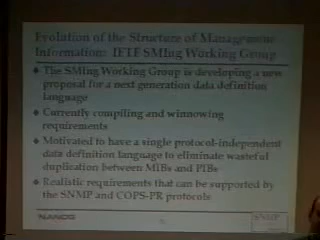 Evolution of the Structure of Management
Information: IETF SMIng Working Group
The SMIng Working Group is developing a new
proposal for a next generation data definition
language
Currently compiling and winnowing
requirements
Motivated to have a single protocol-independent
data definition language to eliminate wasteful
duplication between MIBs and PIBs
Realistic requirements that can be supported by
the SNMP and COPS-PR protocols
NANOG
SNMP